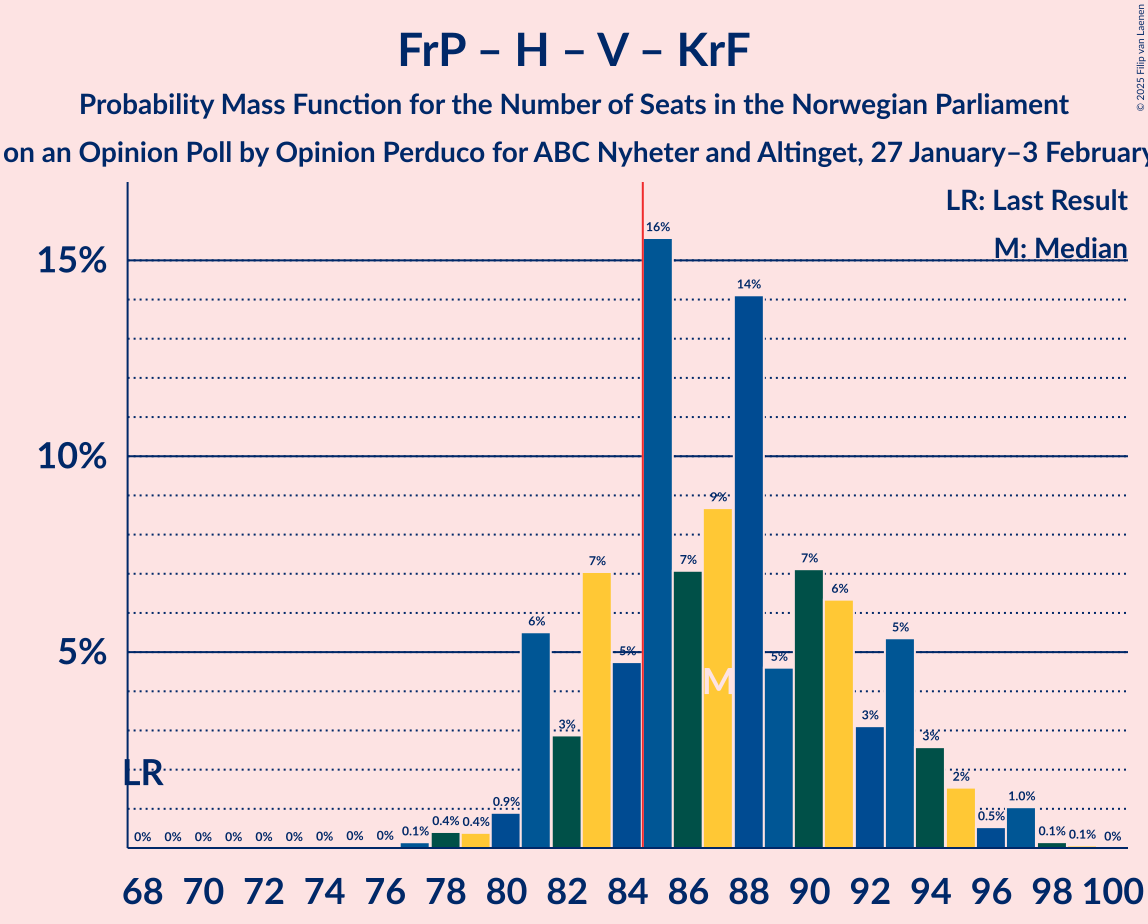 FrP – H – V – KrF
Probability Mass Function for the Number of Seats in the Norwegian Parliament
on an Opinion Poll by Opinion Perduco for ABC Nyheter and Altinget, 27 January–3 February
© 2025 Filip van Laenen
LR: Last Result
M: Median
15%
10%
5%
LR
M
0% 0% 0% 0% 0% 0% 0% 0% 0% 0.1% 0.4% 0.4% 0.9% 6% 3% 7% 5% 16% 7% 9% 14% 5% 7% 6% 3% 5% 3% 2% 0.5% 1.0% 0.1% 0.1% 0%
68 70 72 74 76 78 80 82 84 86 88 90 92 94 96 98 100